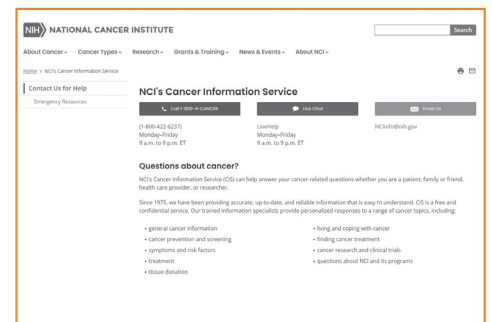 NIH NATIONAL CANCER INSTITUTE
Search
About Cancer Cancer Types Research Grants & Training News & Events About NCI
Home > NCI's Cancer Information Service
Contact Us for Help
Emergency Resources
NCI's Cancer Information Service
Call 1-800-4-CANCER
(1-800-422-6237)
Monday–Friday
9 a.m. to 9 p.m. ET
Live Chat
LiveHelp
Monday–Friday
9 a.m. to 9 p.m. ET
Email Us
NCIinfo@nih.gov
Questions about cancer?
NCI's Cancer Information Service (CIS) can help answer your cancer-related questions whether you are a patient, family or friend,
health care provider, or researcher.
Since 1975, we have been providing accurate, up-to-date, and reliable information that is easy to understand. CIS is a free and
confidential service. Our trained information specialists provide personalized responses to a range of cancer topics, including:
• general cancer information
• cancer prevention and screening
• symptoms and risk factors
• treatment
• tissue donation
• living and coping with cancer
• finding cancer treatment
• cancer research and clinical trials
• questions about NCI and its programs